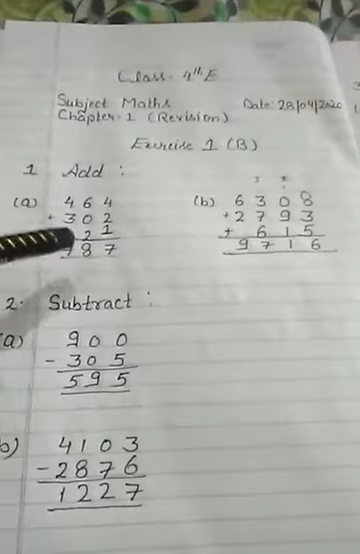 Class- 4th E
Subject Maths Date: 28/04/2020
Chapter-1 (Revision)
Exercise 1 (B)
1 Add :
(a) 4 6 4 (b) 6 3 0 8
+ 3 0 2 + 2 7 9 3
2 1 + 6 1 5
7 8 7 9 7 1 6
2. Subtract :
(a) 9 0 0
- 3 0 5
5 9 5
b) 4 1 0 3
- 2 8 7 6
1 2 2 7